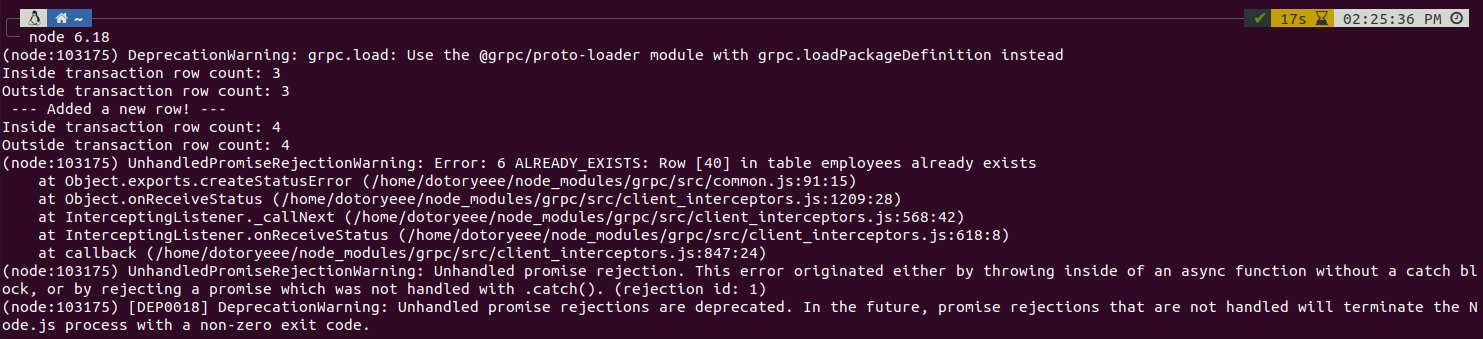 ~ ✔ 17s 02:25:36 PM
node 6.18
(node:103175) DeprecationWarning: grpc.load: Use the @grpc/proto-loader module with grpc.loadPackageDefinition instead
Inside transaction row count: 3
Outside transaction row count: 3
--- Added a new row! ---
Inside transaction row count: 4
Outside transaction row count: 4
(node:103175) UnhandledPromiseRejectionWarning: Error: 6 ALREADY_EXISTS: Row [40] in table employees already exists
at Object.exports.createStatusError (/home/dotoryeee/node_modules/grpc/src/common.js:91:15)
at Object.onReceiveStatus (/home/dotoryeee/node_modules/grpc/src/client_interceptors.js:1209:28)
at InterceptingListener._callNext (/home/dotoryeee/node_modules/grpc/src/client_interceptors.js:568:42)
at InterceptingListener.onReceiveStatus (/home/dotoryeee/node_modules/grpc/src/client_interceptors.js:618:8)
at callback (/home/dotoryeee/node_modules/grpc/src/client_interceptors.js:847:24)
(node:103175) UnhandledPromiseRejectionWarning: Unhandled promise rejection. This error originated either by throwing inside of an async function without a catch bl
ock, or by rejecting a promise which was not handled with .catch(). (rejection id: 1)
(node:103175) [DEP0018] DeprecationWarning: Unhandled promise rejections are deprecated. In the future, promise rejections that are not handled will terminate the N
ode.js process with a non-zero exit code.